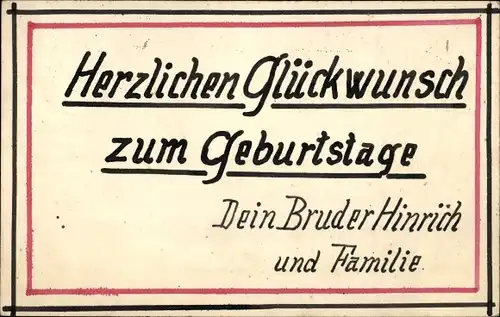 Herzlichen Glückwunsch
zum Geburtstage
Dein Bruder Hinrich
und Familie.